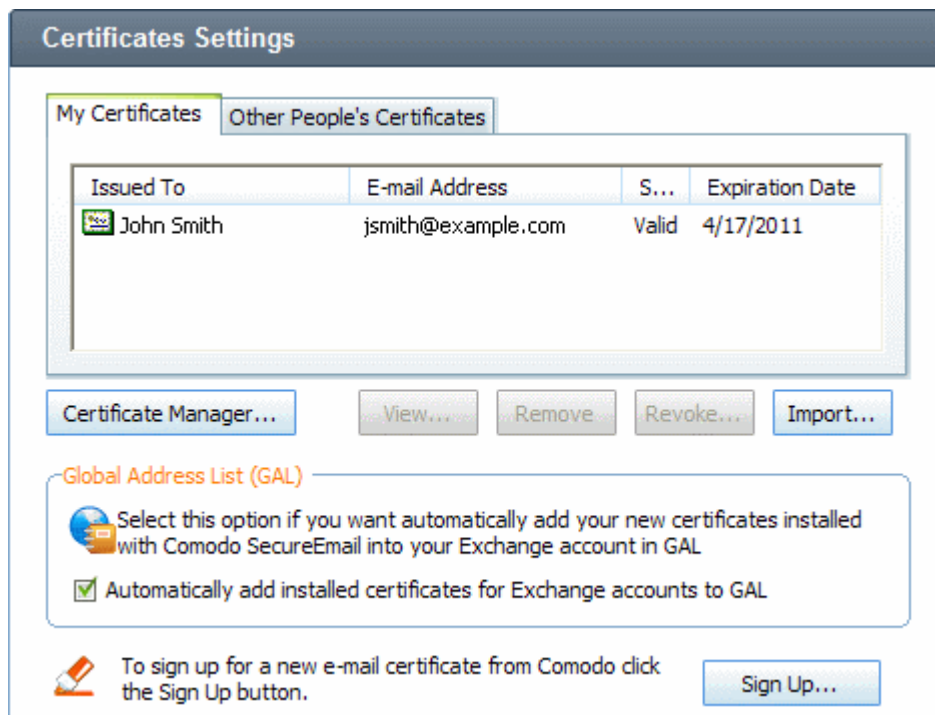 Certificates Settings
My Certificates Other People's Certificates
Issued To E-mail Address S... Expiration Date
John Smith jsmith@example.com Valid 4/17/2011
Certificate Manager... View... Remove Revoke... Import...
Global Address List (GAL)
Select this option if you want automatically add your new certificates installed
with Comodo SecureEmail into your Exchange account in GAL
Automatically add installed certificates for Exchange accounts to GAL
To sign up for a new e-mail certificate from Comodo click
the Sign Up button.
Sign Up...